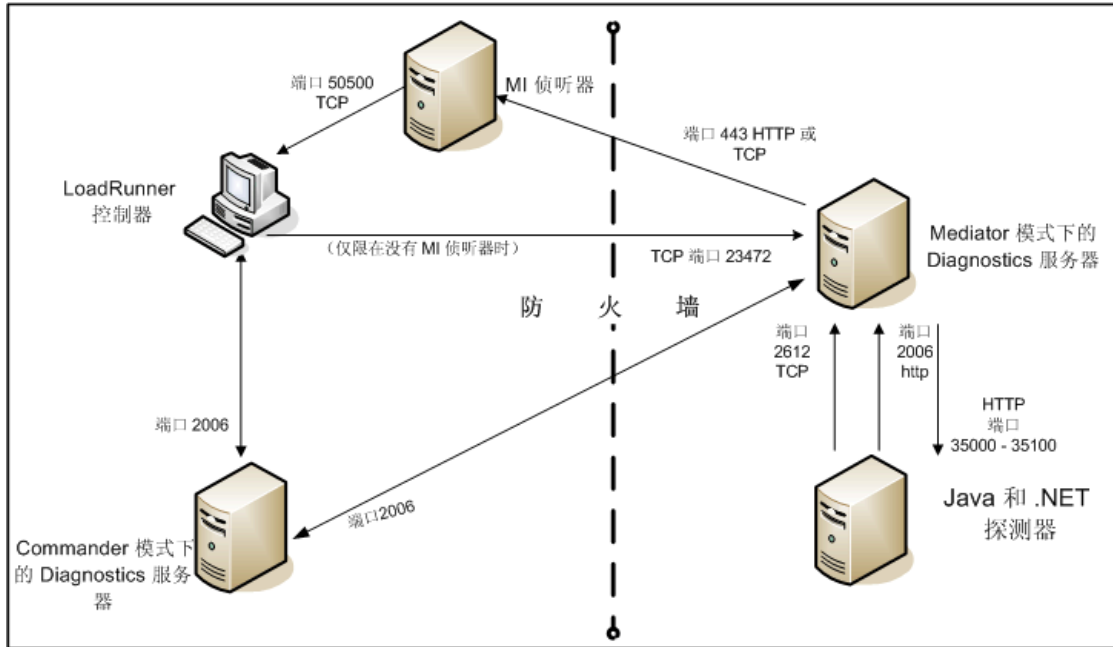 端口 50500
TCP
MI 侦听器
端口 443 HTTP 或
TCP
LoadRunner
控制器
(仅限在没有 MI 侦听器时)
TCP 端口 23472
Mediator 模式下的
Diagnostics 服务器
防 火 墙
端口
2612
TCP
端口
2006
http
HTTP
端口
35000 - 35100
端口 2006
端口2006
Java 和 .NET
探测器
Commander 模式下
的 Diagnostics 服务
器